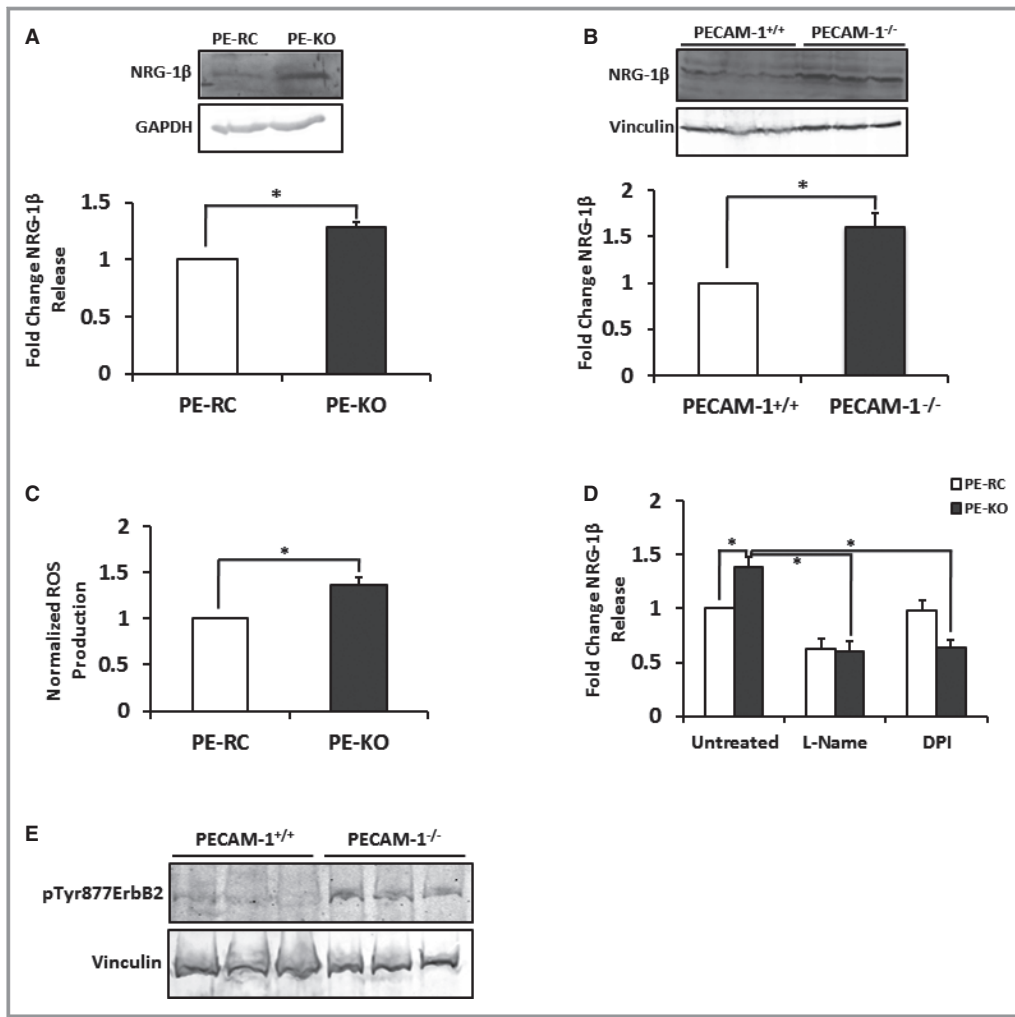 A
PE-RC PE-KO
NRG-1β
GAPDH
Fold Change NRG-1β
Release
1.5
1
0.5
0
*
PE-RC PE-KO
B
PECAM-1+/+ PECAM-1-/-
NRG-1β
Vinculin
Fold Change NRG-1β
2
1.5
1
0.5
0
*
PECAM-1+/+ PECAM-1-/-
C
Normalized ROS
Production
2
1
0.5
0
*
PE-RC PE-KO
D
PE-RC
PE-KO
Fold Change NRG-1β
Release
2
1.5
1
0.5
0
* * *
Untreated L-Name DPI
E
PECAM-1+/+ PECAM-1-/-
pTyr877ErbB2
Vinculin